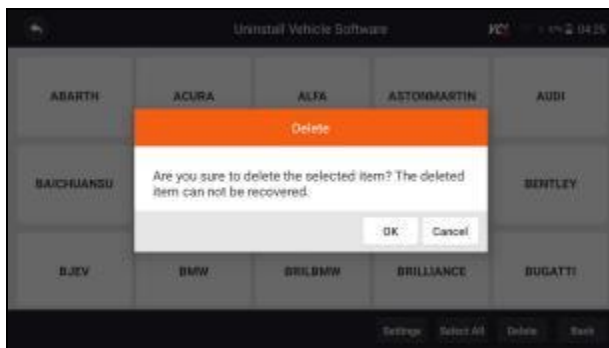 Uninstall Vehicle Software
VCI 04:25
ABARTH ACURA ALFA ASTONMARTIN AUDI
Delete
Are you sure to delete the selected item? The deleted
item can not be recovered.
OK Cancel
BAICHUANSU BENTLEY
BJEV BMW BRILBMW BRILLIANCE BUGATTI
Settings Select All Delete Back